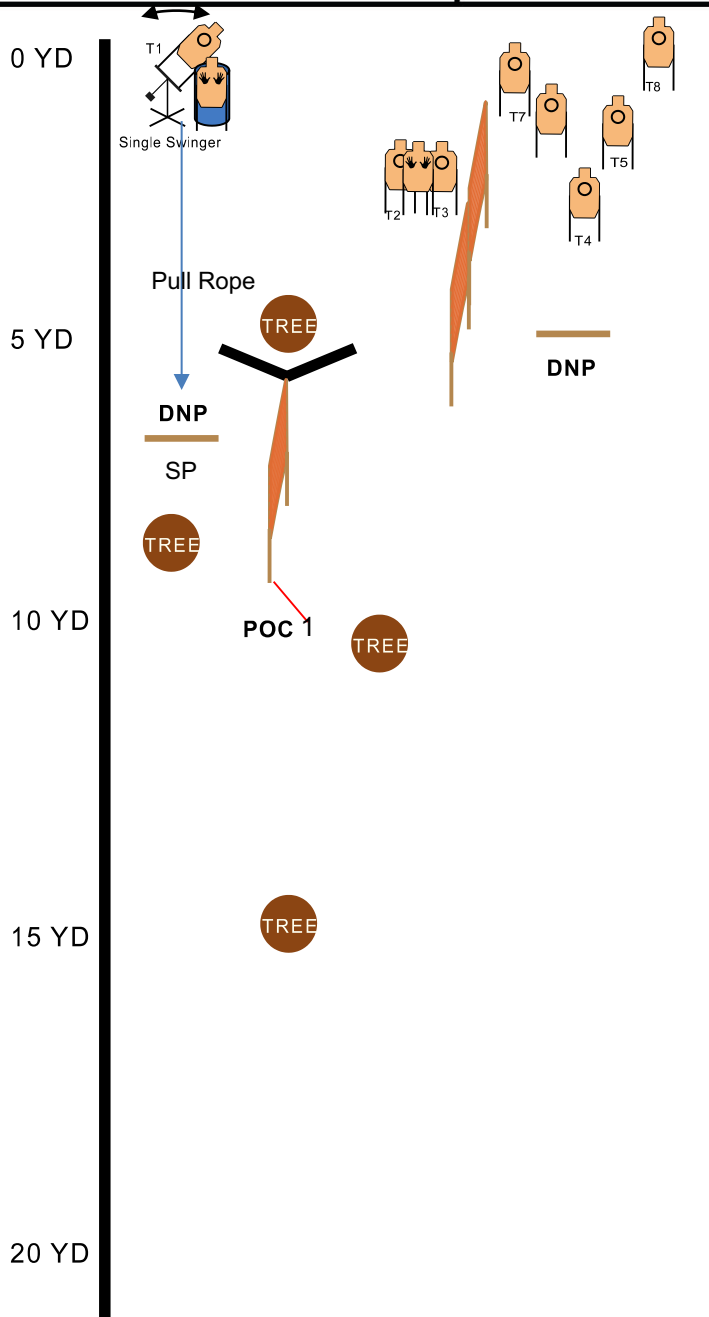 0 YD
T1
Single Swinger
T8
T7
T5
T2
T3
T4
Pull Rope
TREE
5 YD
DNP
DNP
SP
TREE
10 YD
POC 1
TREE
TREE
15 YD
20 YD